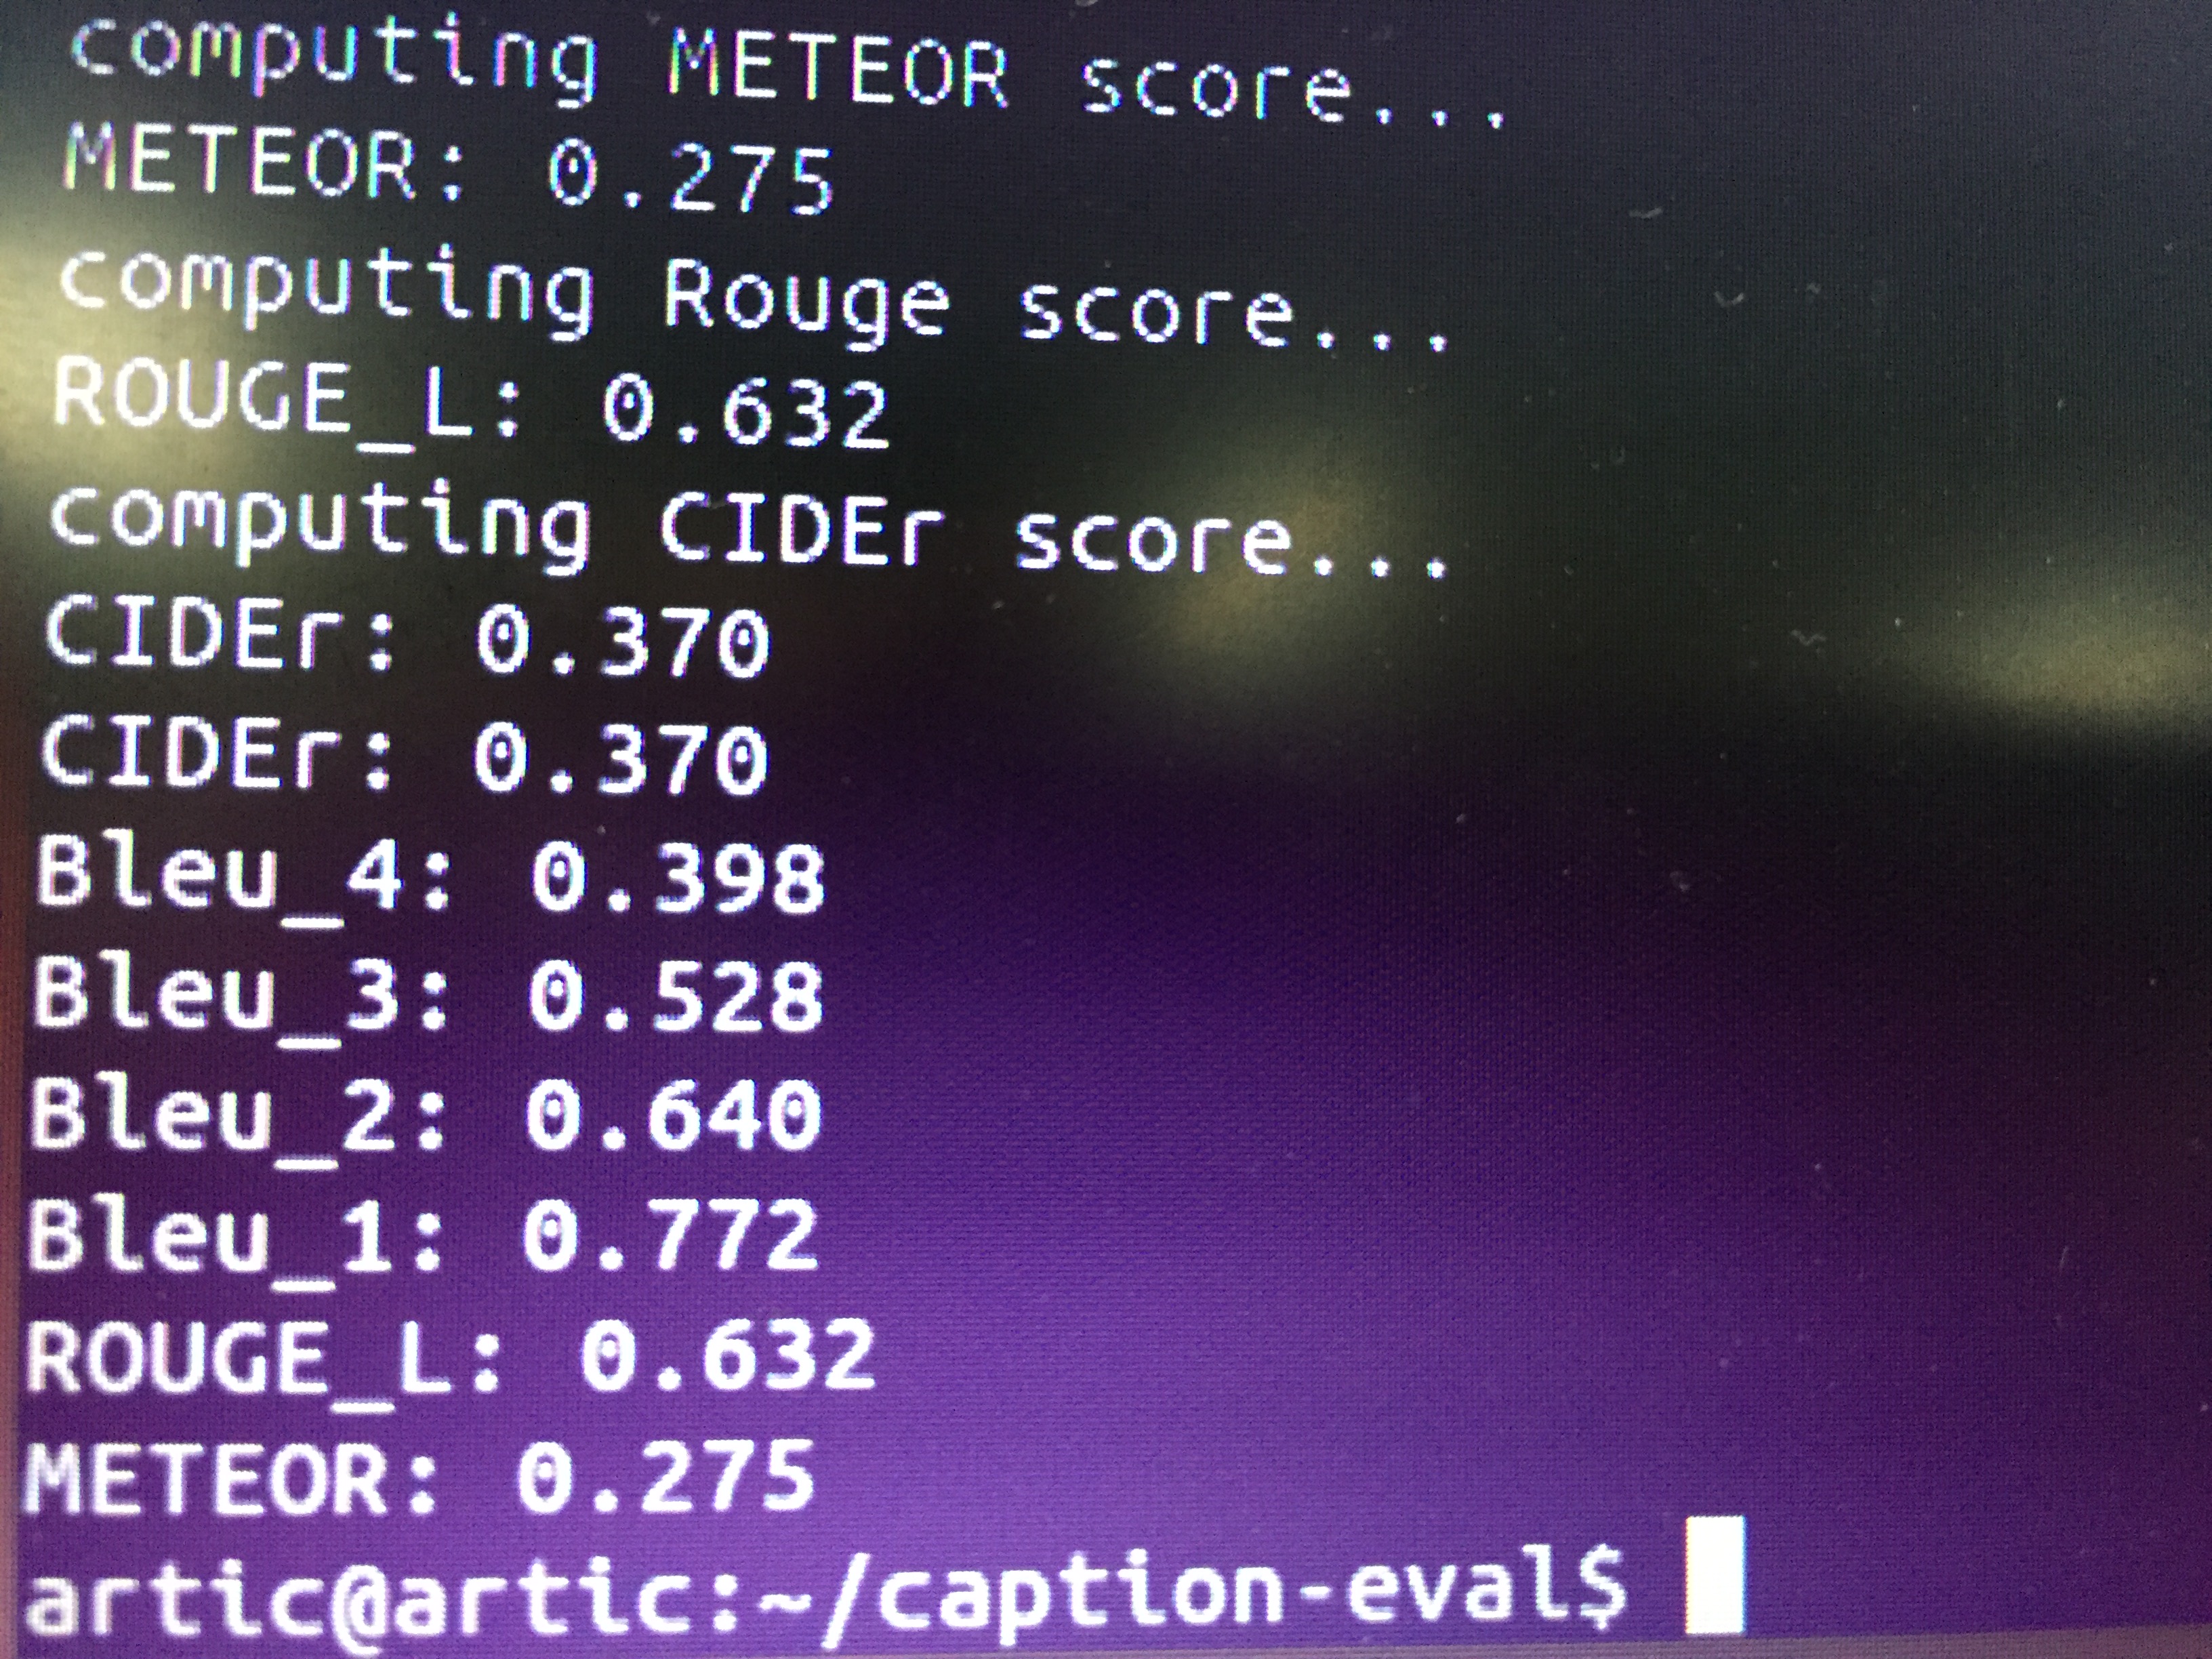 computing METEOR score...
METEOR: 0.275
computing Rouge score...
ROUGE_L: 0.632
computing CIDEr score...
CIDEr: 0.370
CIDEr: 0.370
Bleu_4: 0.398
Bleu_3: 0.528
Bleu_2: 0.640
Bleu_1: 0.772
ROUGE_L: 0.632
METEOR: 0.275
artic@artic:~/caption-eval$